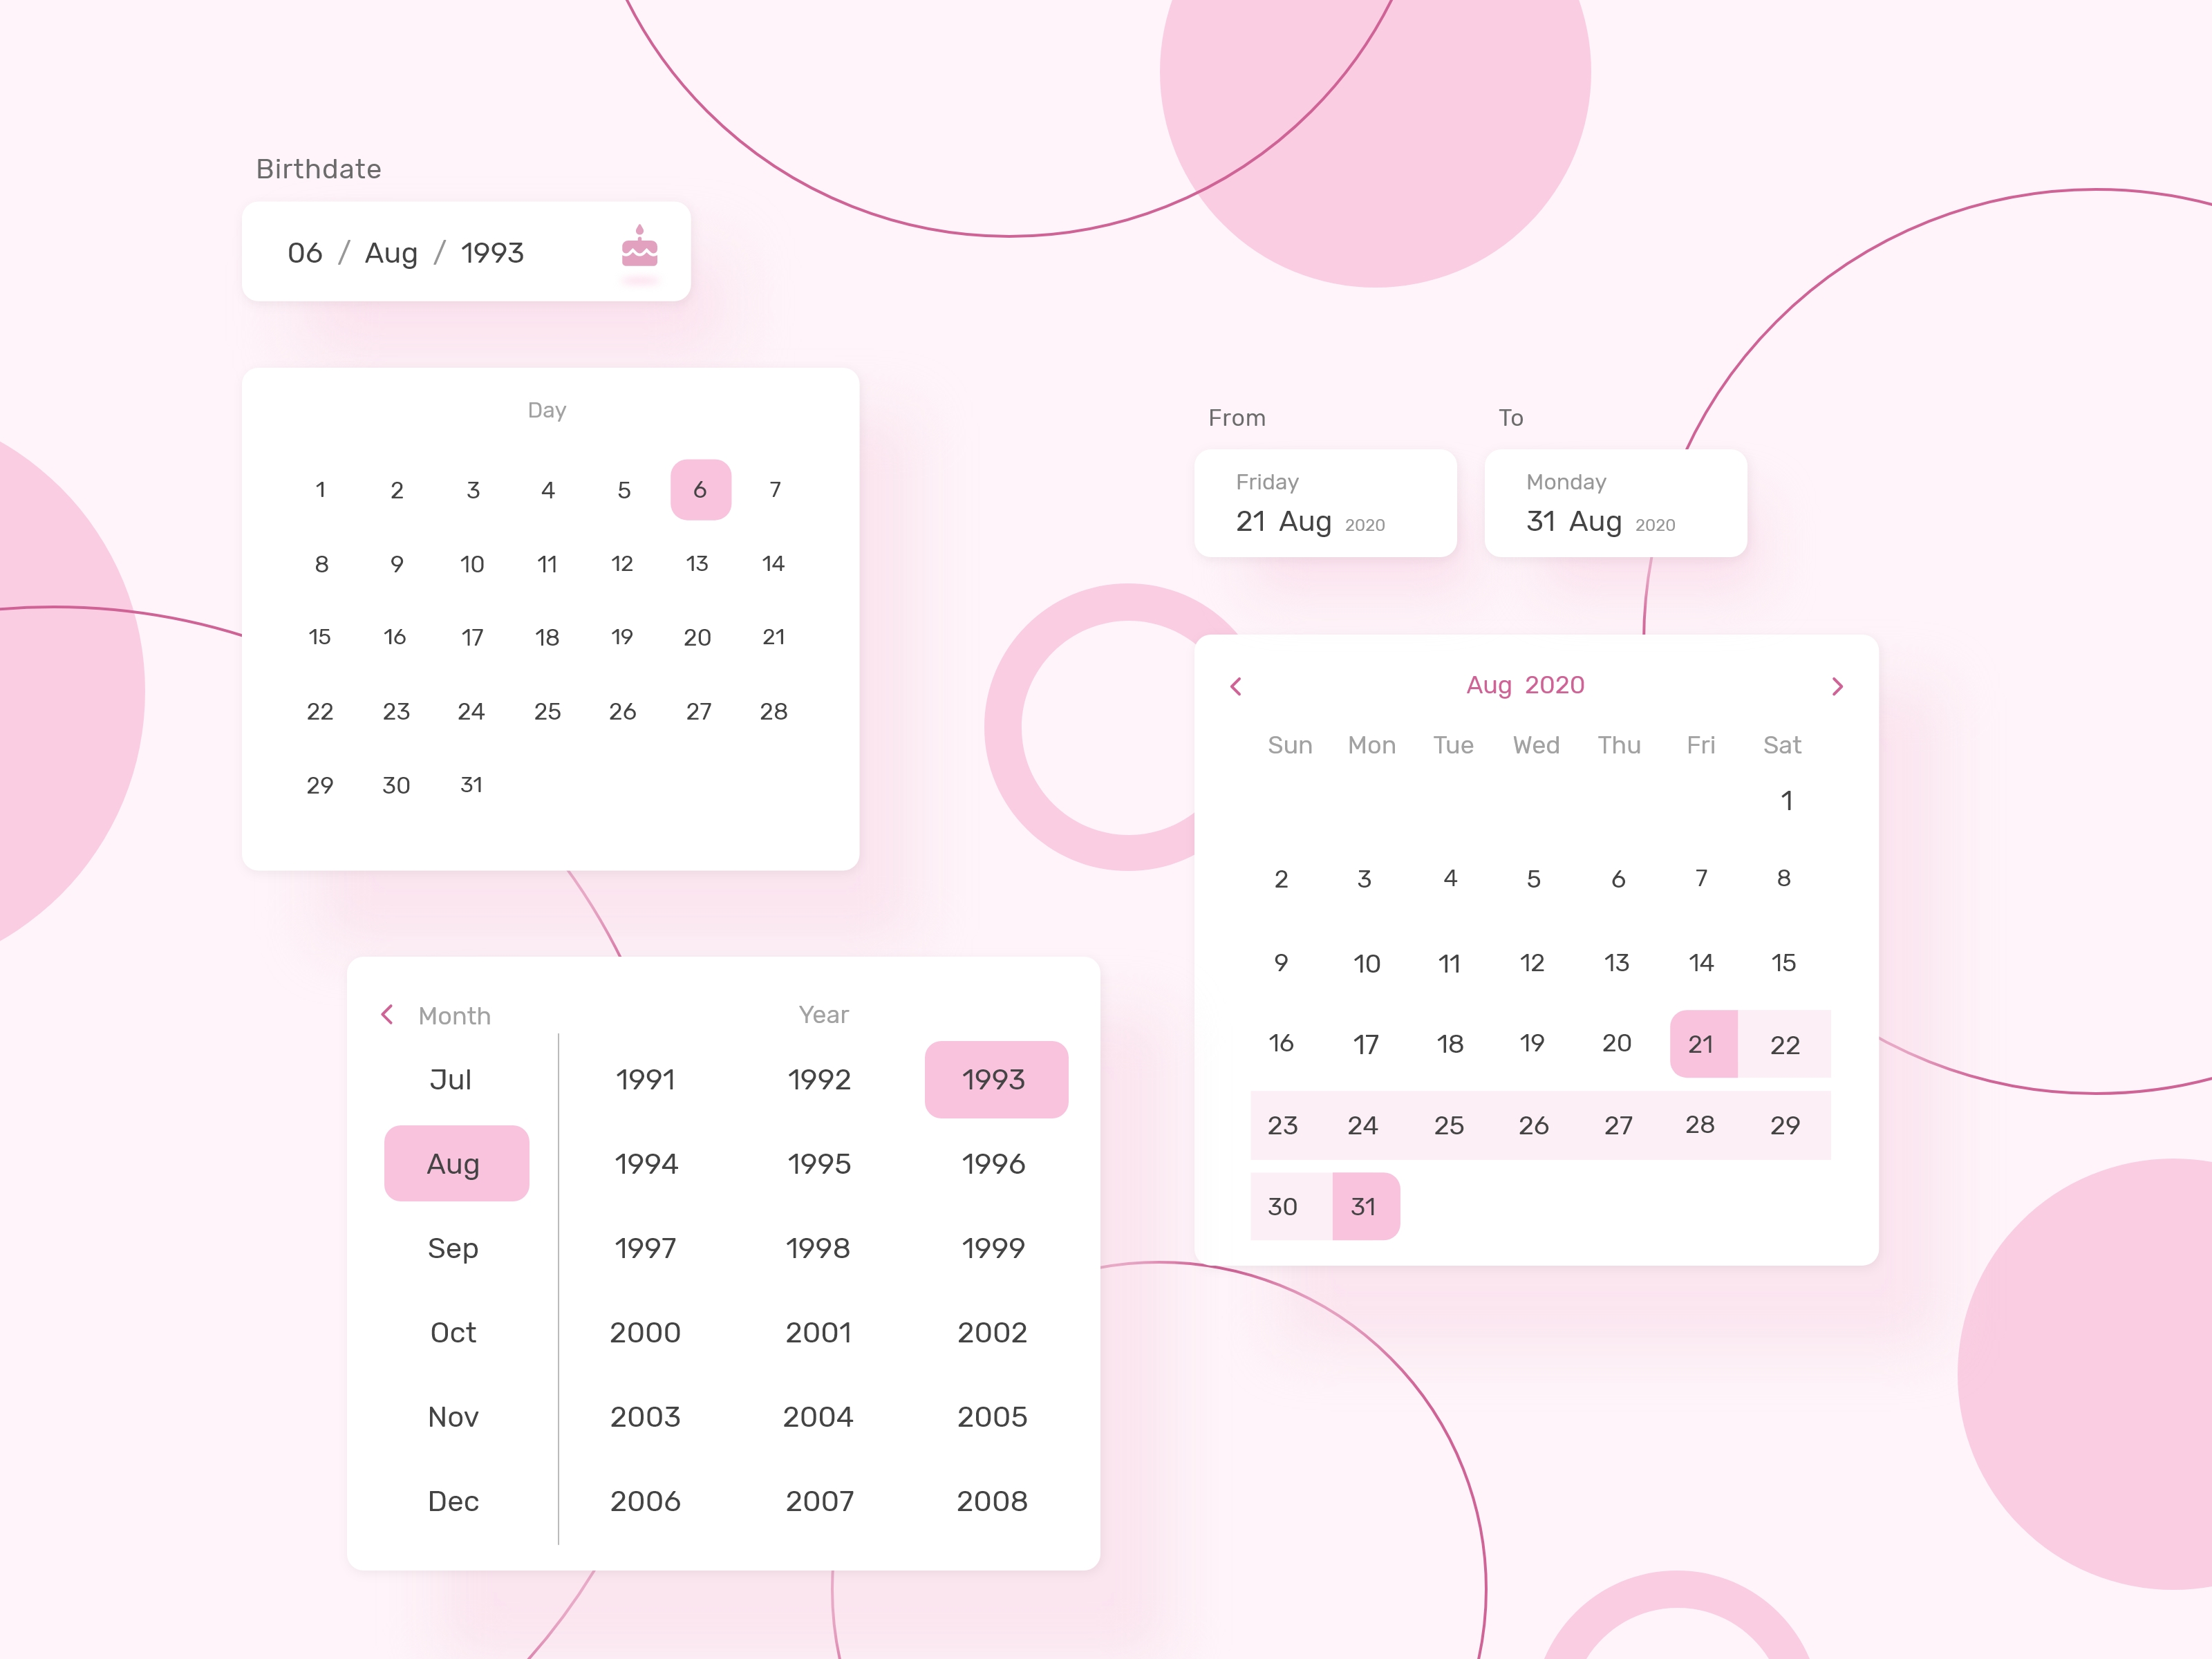 Birthdate
06 / Aug / 1993
Day
1 2 3 4 5 6 7
8 9 10 11 12 13 14
15 16 17 18 19 20 21
22 23 24 25 26 27 28
29 30 31
Month Year
Jul 1991 1992 1993
Aug 1994 1995 1996
Sep 1997 1998 1999
Oct 2000 2001 2002
Nov 2003 2004 2005
Dec 2006 2007 2008
From
Friday
21 Aug 2020
To
Monday
31 Aug 2020
Aug 2020
Sun Mon Tue Wed Thu Fri Sat
1
2 3 4 5 6 7 8
9 10 11 12 13 14 15
16 17 18 19 20 21 22
23 24 25 26 27 28 29
30 31